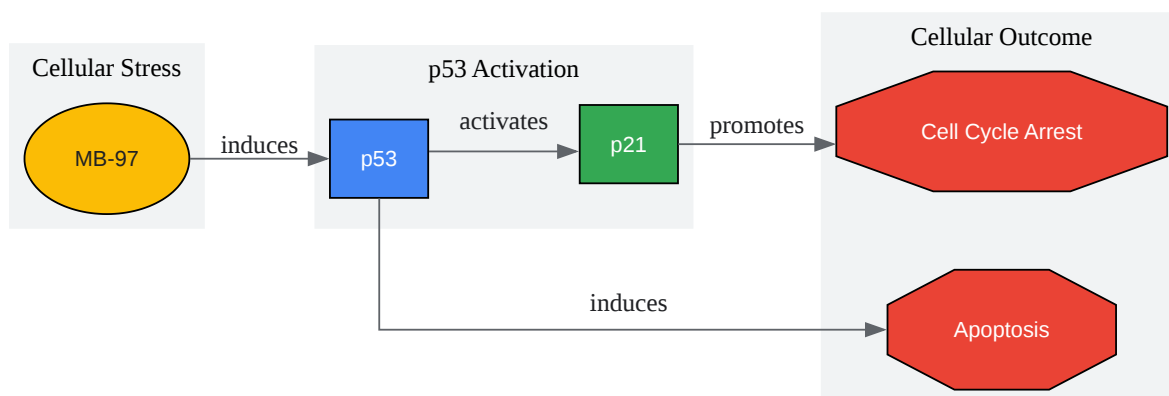 Cellular Stress
MB-97
induces
p53 Activation
p53
activates
p21
promotes
Cellular Outcome
Cell Cycle Arrest
induces
Apoptosis